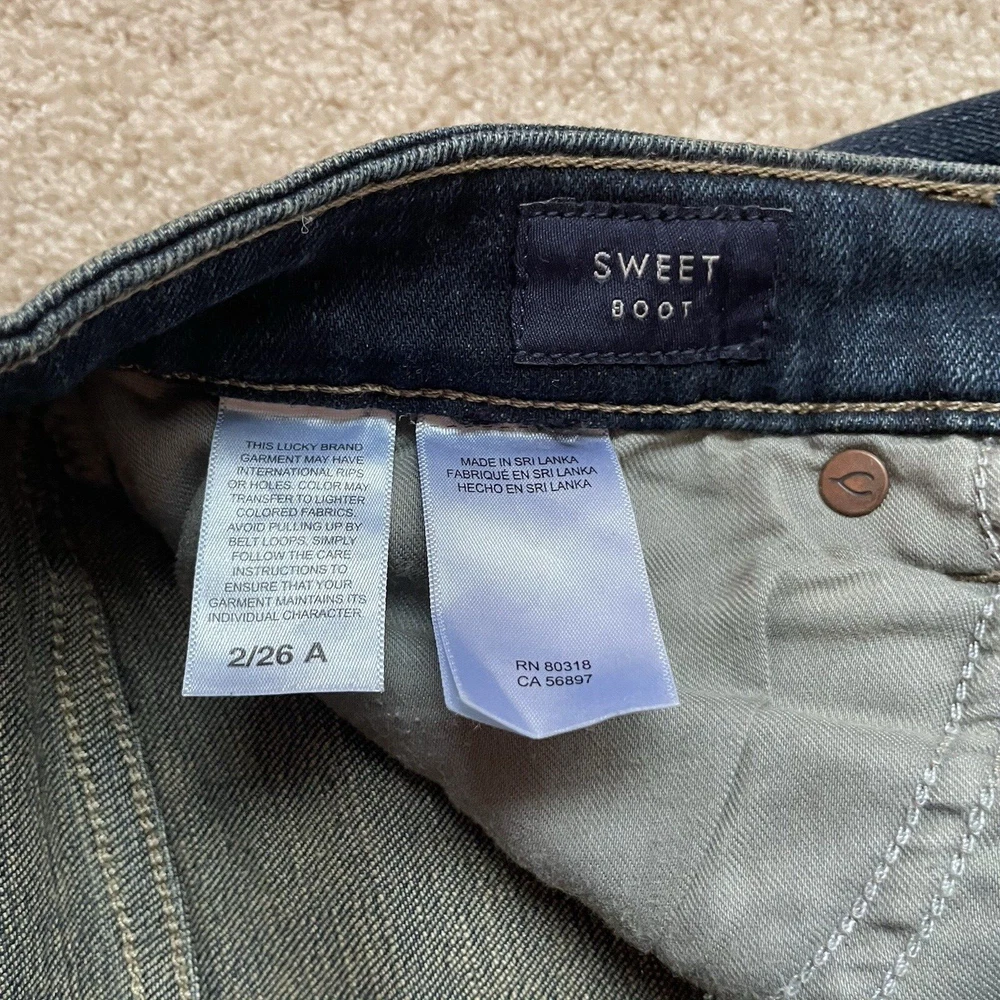 SWEET
BOOT
THIS LUCKY BRAND
GARMENT MAY HAVE
INTERNATIONAL RIPS
OR HOLES. COLOR MAY
TRANSFER TO LIGHTER
COLORED FABRICS.
AVOID PULLING UP BY
BELT LOOPS. SIMPLY
FOLLOW THE CARE
INSTRUCTIONS TO
ENSURE THAT YOUR
GARMENT MAINTAINS ITS
INDIVIDUAL CHARACTER
2/26 A
MADE IN SRI LANKA
FABRIQUÉ EN SRI LANKA
HECHO EN SRI LANKA
RN 80318
CA 56897